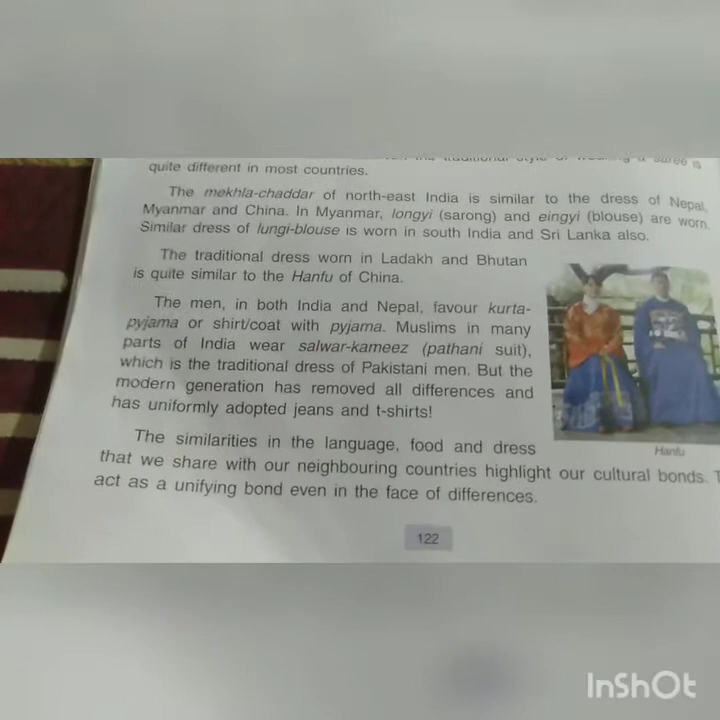 the traditional style of a saree is
quite different in most countries.
The mekhla-chaddar of north-east India is similar to the dress of Nepal,
Myanmar and China. In Myanmar, longyi (sarong) and eingyi (blouse) are worn.
Similar dress of lungi-blouse is worn in south India and Sri Lanka also.
The traditional dress worn in Ladakh and Bhutan
is quite similar to the Hanfu of China.
The men, in both India and Nepal, favour kurta-
pyjama or shirt/coat with pyjama. Muslims in many
parts of India wear salwar-kameez (pathani suit),
which is the traditional dress of Pakistani men. But the
modern generation has removed all differences and
has uniformly adopted jeans and t-shirts!
Hanfu
The similarities in the language, food and dress
that we share with our neighbouring countries highlight our cultural bonds.
act as a unifying bond even in the face of differences.
122
InShOt